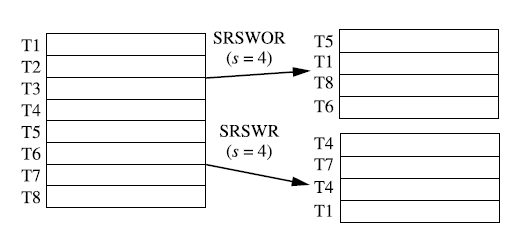 T1
T2
T3
T4
T5
T6
T7
T8
SRSWOR
(s = 4)
SRSWR
(s = 4)
T5
T1
T8
T6
T4
T7
T4
T1